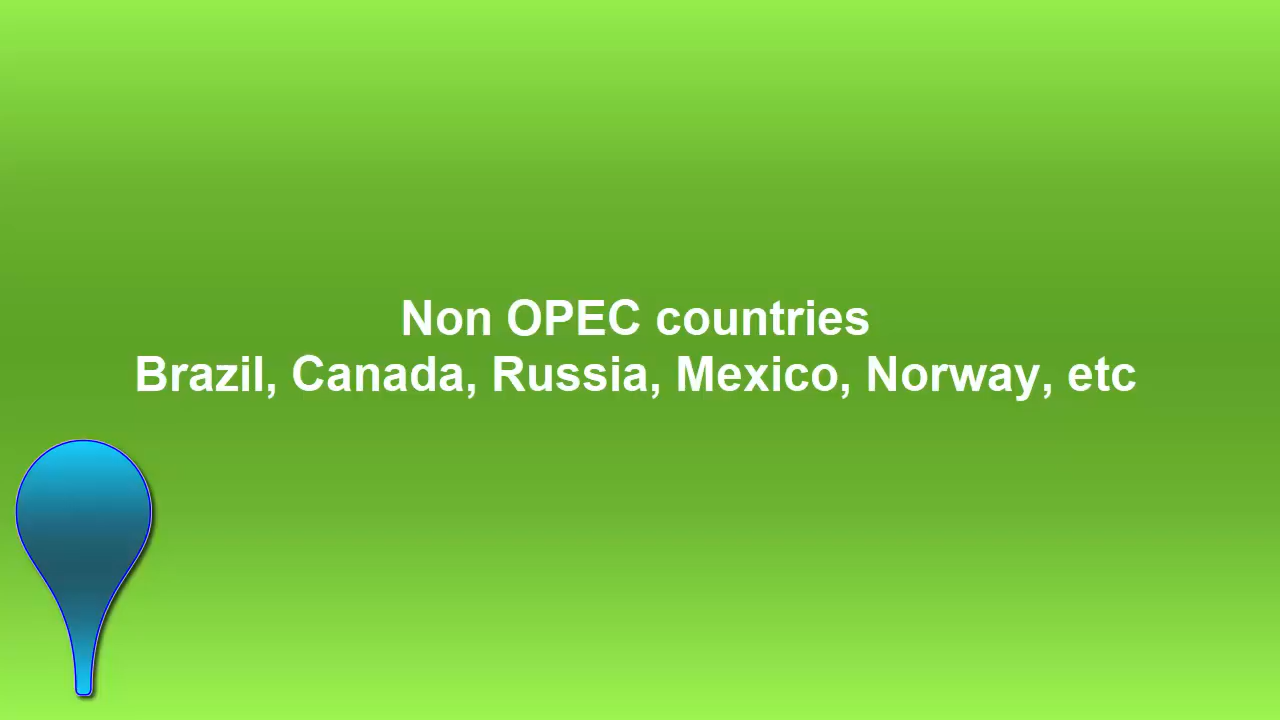 Non OPEC countries
Brazil, Canada, Russia, Mexico, Norway, etc